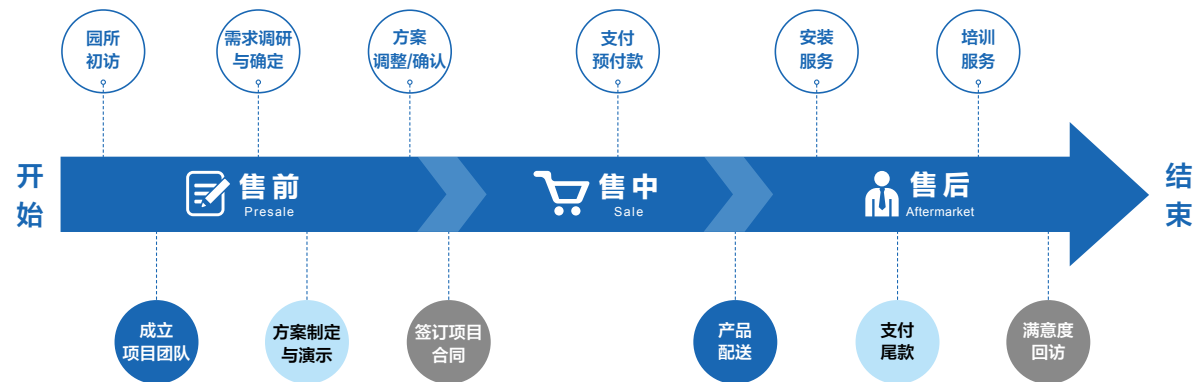 园所
初访
需求调研
与确定
方案
调整/确认
支付
预付款
安装
服务
培训
服务
开
始
售前
Presale
售中
Sale
售后
Aftermarket
结
束
成立
项目团队
方案制定
与演示
签订项目
合同
产品
配送
支付
尾款
满意度
回访